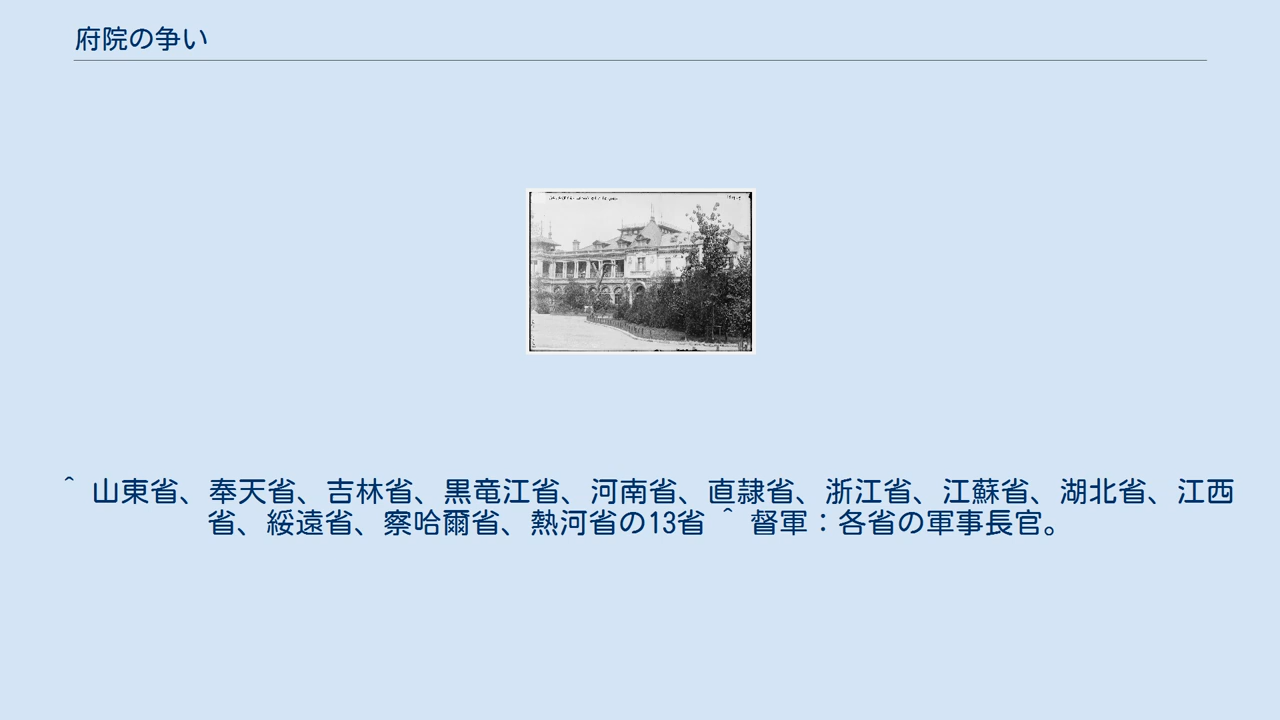 府院の争い
^ 山東省、奉天省、吉林省、黒竜江省、河南省、直隷省、浙江省、江蘇省、湖北省、江西
省、綏遠省、察哈爾省、熱河省の13省 ^ 督軍：各省の軍事長官。